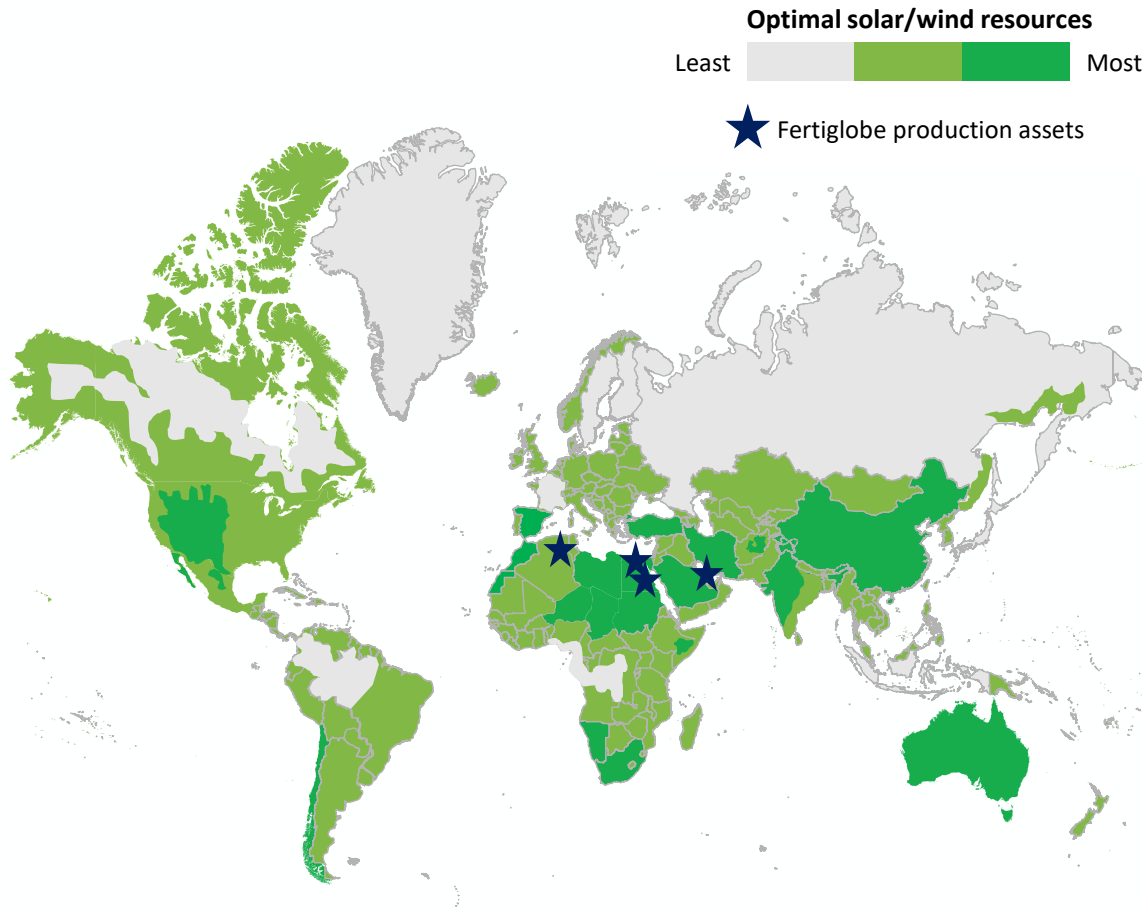 Optimal solar/wind resources
Least Most
Fertiglobe production assets